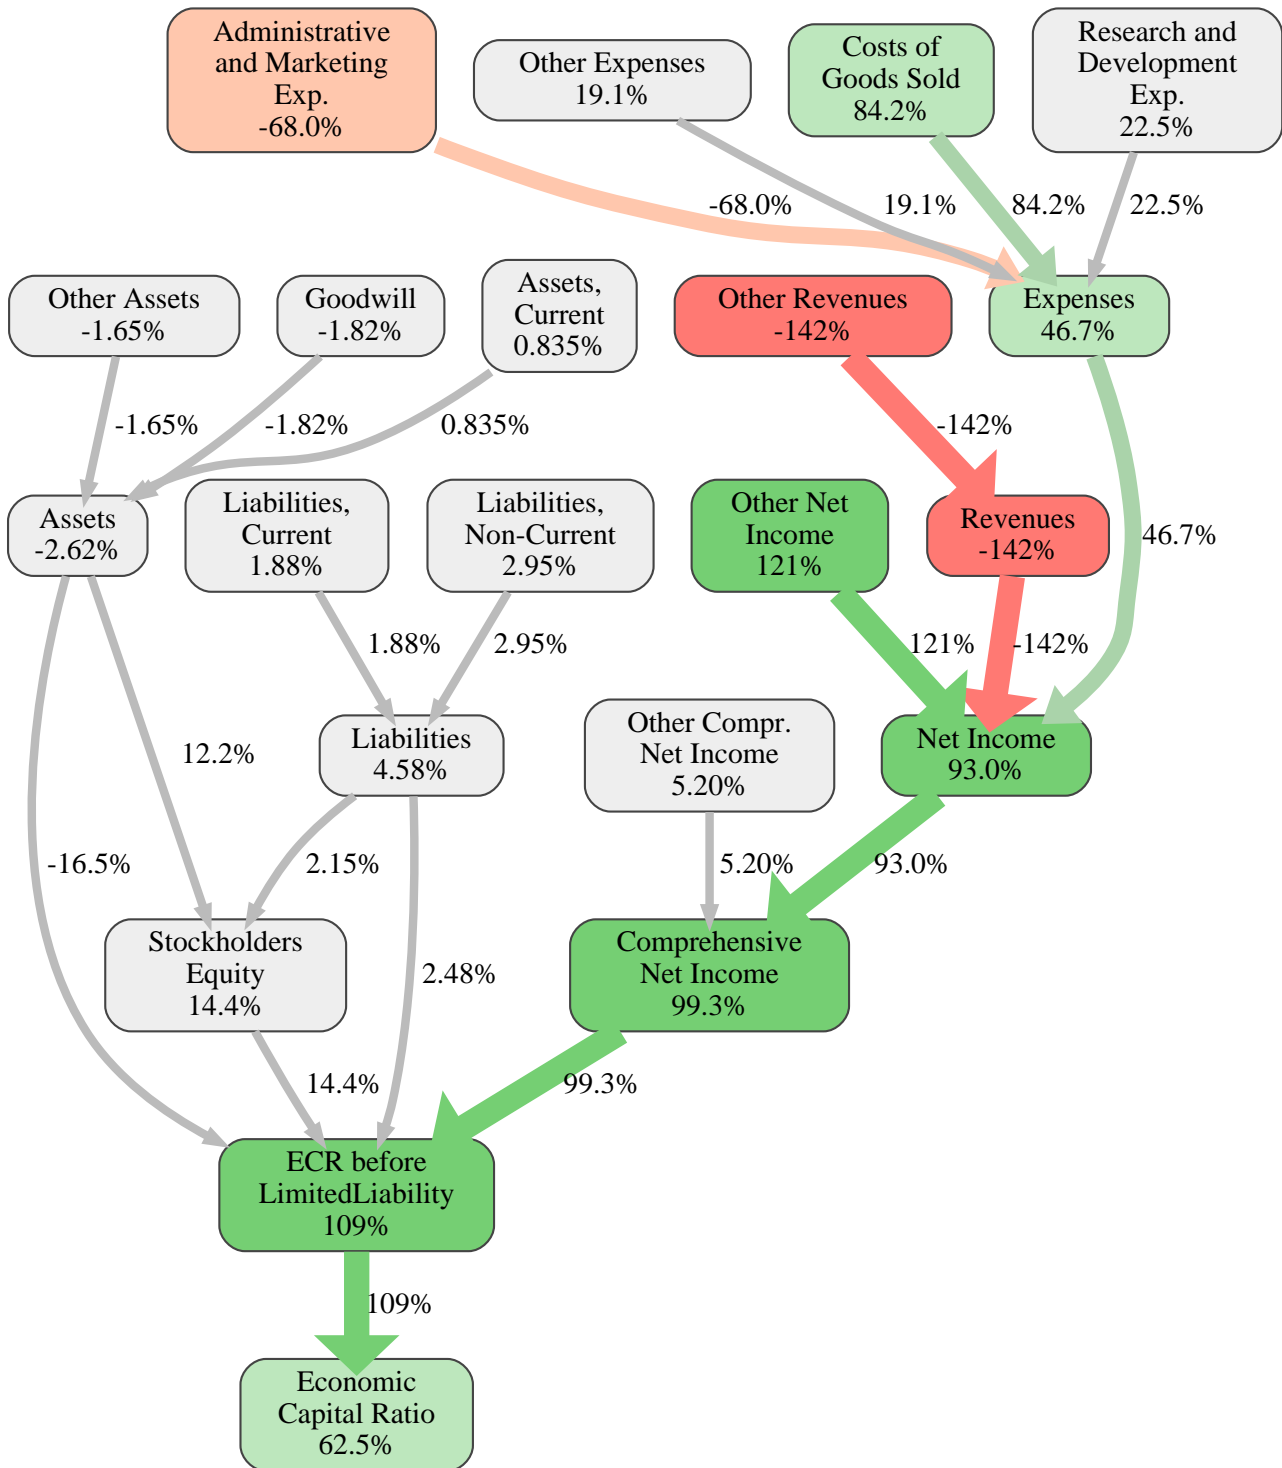 Administrative
and Marketing
Exp.
-68.0%
Other Expenses
19.1%
Costs of
Goods Sold
84.2%
Research and
Development
Exp.
22.5%
-68.0%
19.1%
84.2%
22.5%
Other Assets
-1.65%
Goodwill
-1.82%
Assets,
Current
0.835%
Other Revenues
-142%
Expenses
46.7%
-1.65%
-1.82%
0.835%
-142%
Assets
-2.62%
Liabilities,
Current
1.88%
Liabilities,
Non-Current
2.95%
Other Net
Income
121%
Revenues
-142%
46.7%
1.88%
2.95%
121%
-142%
12.2%
Liabilities
4.58%
Other Compr.
Net Income
5.20%
Net Income
93.0%
-16.5%
2.15%
5.20%
93.0%
Stockholders
Equity
14.4%
2.48%
Comprehensive
Net Income
99.3%
14.4%
99.3%
ECR before
LimitedLiability
109%
109%
Economic
Capital Ratio
62.5%